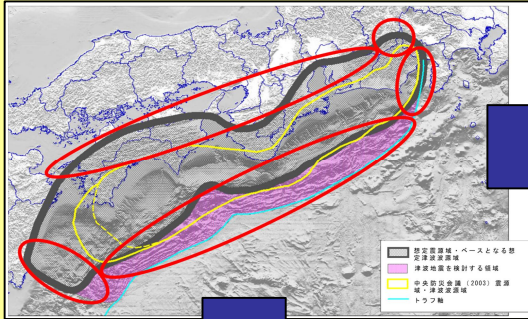 想定震源域・ベースとなる想
定津波波源域
津波地震を検討する領域
中央防災会議（2003）震源
域・津波波源域
トラフ軸